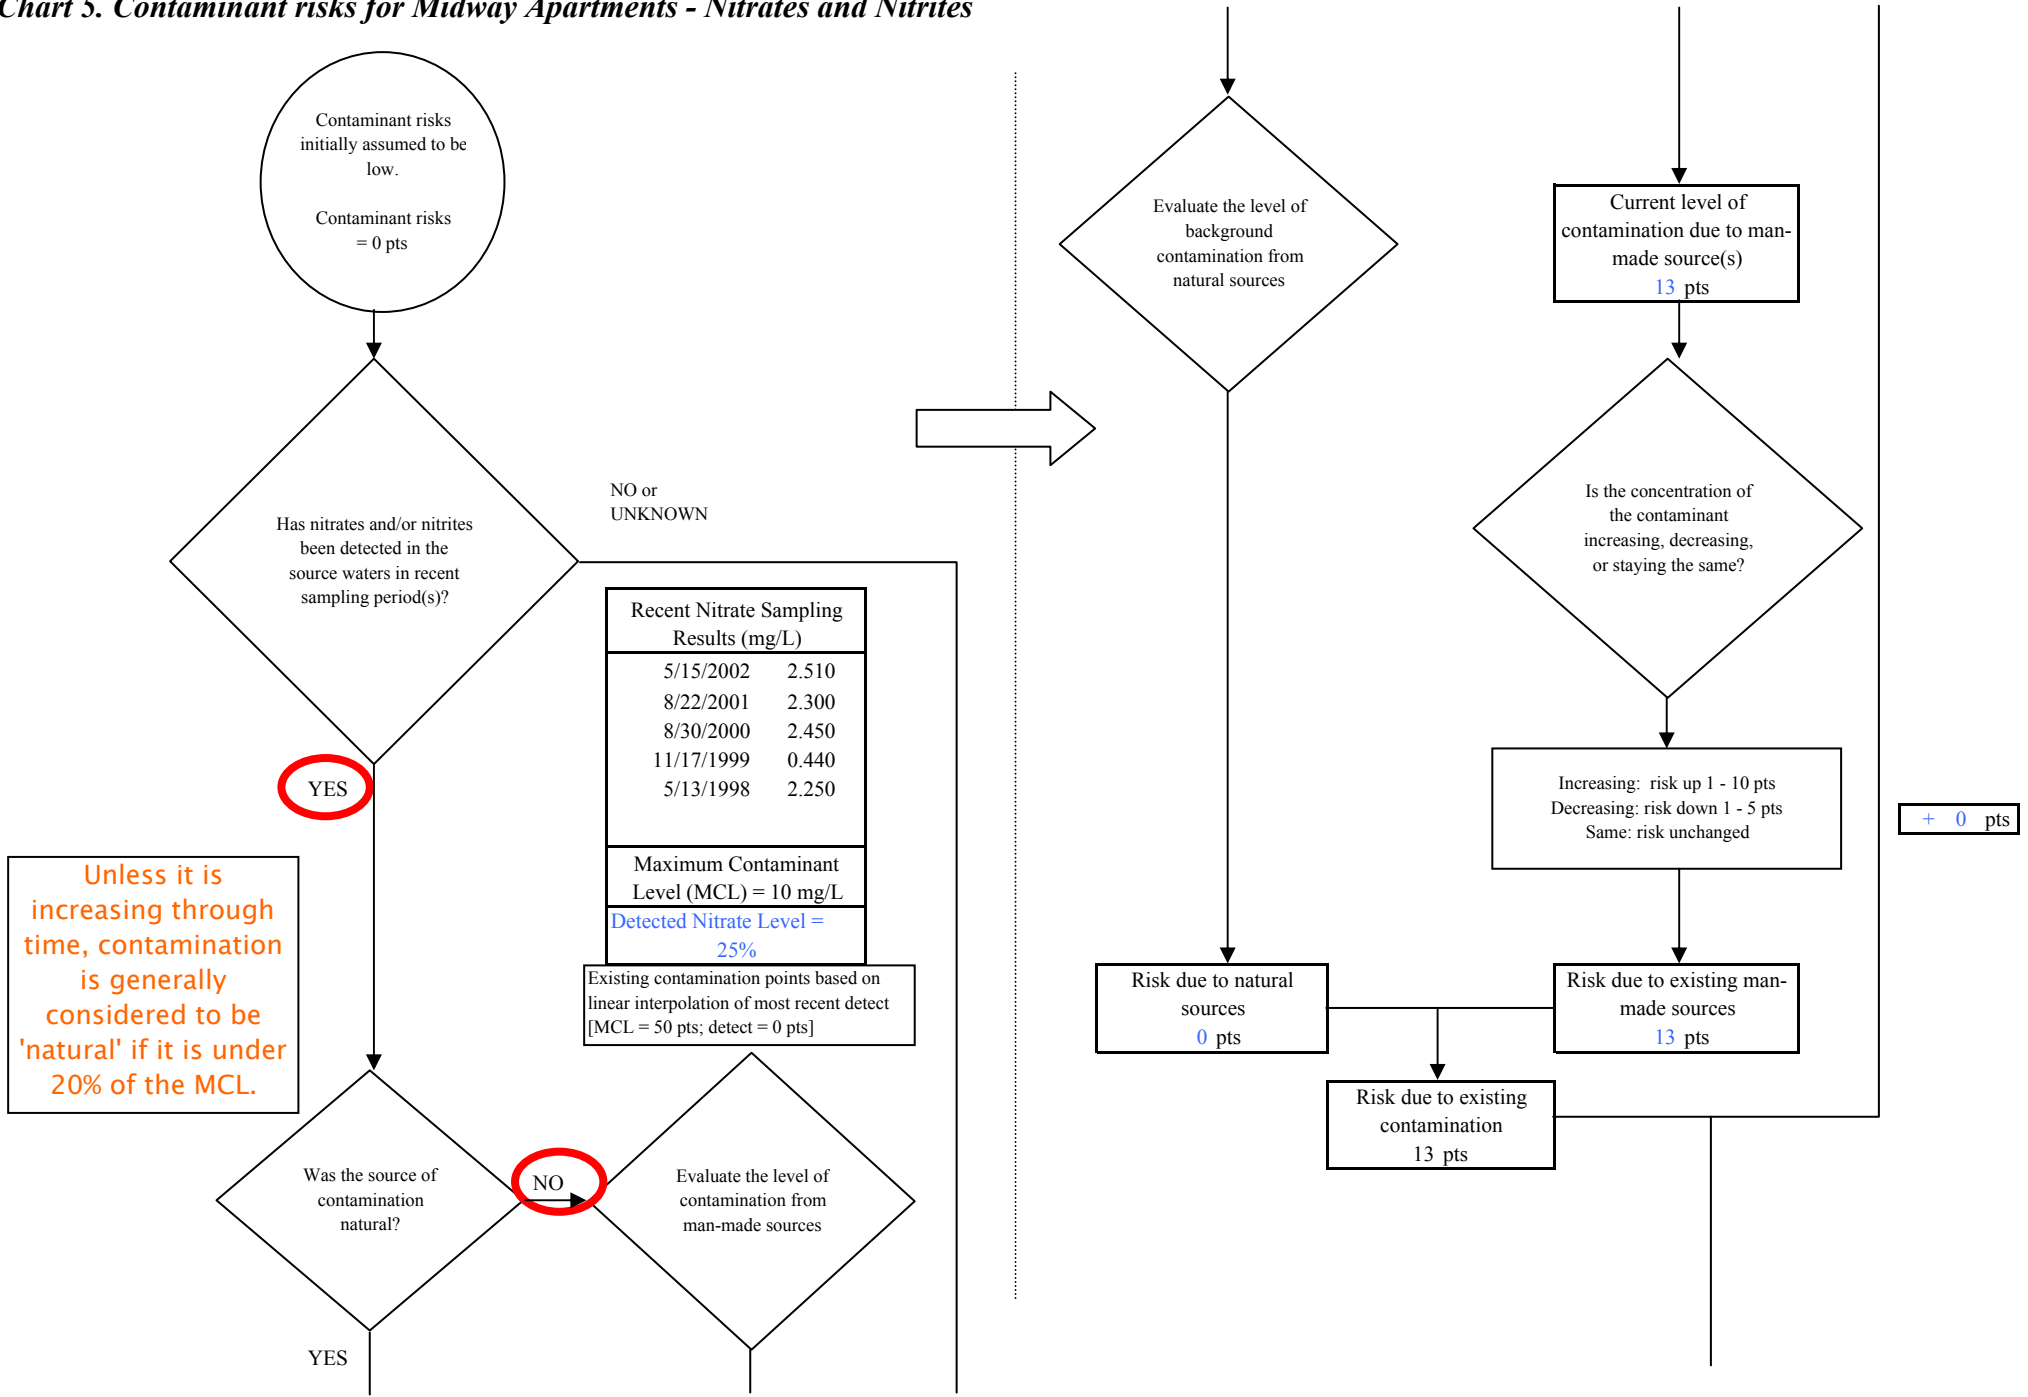 Chart 5. Contaminant risks for Midway Apartments - Nitrates and Nitrites
Contaminant risks
initially assumed to be
low.
Contaminant risks
= 0 pts
Has nitrates and/or nitrites
been detected in the
source waters in recent
sampling period(s)?
NO or
UNKNOWN
YES
Recent Nitrate Sampling
Results (mg/L)
5/15/2002 2.510
8/22/2001 2.300
8/30/2000 2.450
11/17/1999 0.440
5/13/1998 2.250
Maximum Contaminant
Level (MCL) = 10 mg/L
Detected Nitrate Level =
25%
Existing contamination points based on
linear interpolation of most recent detect
[MCL = 50 pts; detect = 0 pts]
Unless it is
increasing through
time, contamination
is generally
considered to be
'natural' if it is under
20% of the MCL.
Was the source of
contamination
natural?
NO
Evaluate the level of
contamination from
man-made sources
YES
Evaluate the level of
background
contamination from
natural sources
Current level of
contamination due to man-
made source(s)
13 pts
Is the concentration of
the contaminant
increasing, decreasing,
or staying the same?
Increasing: risk up 1 - 10 pts
Decreasing: risk down 1 - 5 pts
Same: risk unchanged
+ 0 pts
Risk due to natural
sources
0 pts
Risk due to existing man-
made sources
13 pts
Risk due to existing
contamination
13 pts